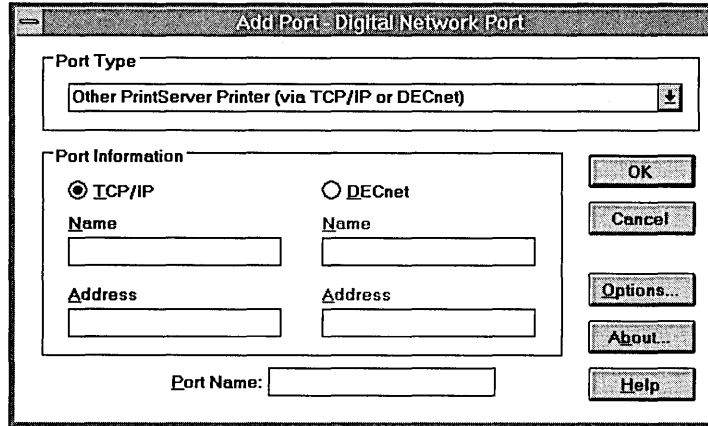 Add Port - Digital Network Port
Port Type
Other PrintServer Printer (via TCP/IP or DECnet)
Port Information
TCP/IP
DECnet
Name
Name
Address
Address
Port Name:
OK
Cancel
Options...
About...
Help